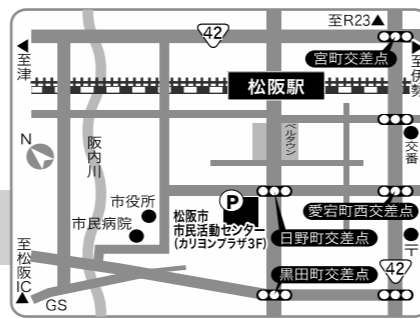 至R23▲
42
◀至津
宮町交差点
▶至伊勢
松阪駅
N
阪内川
ベルタウン
交番
市役所
市民病院
P
松阪市
市民活動センター
(カリヨンプラザ3F)
愛宕町西交差点
日野町交差点
〒
至松阪IC
▼
黒田町交差点
42
GS